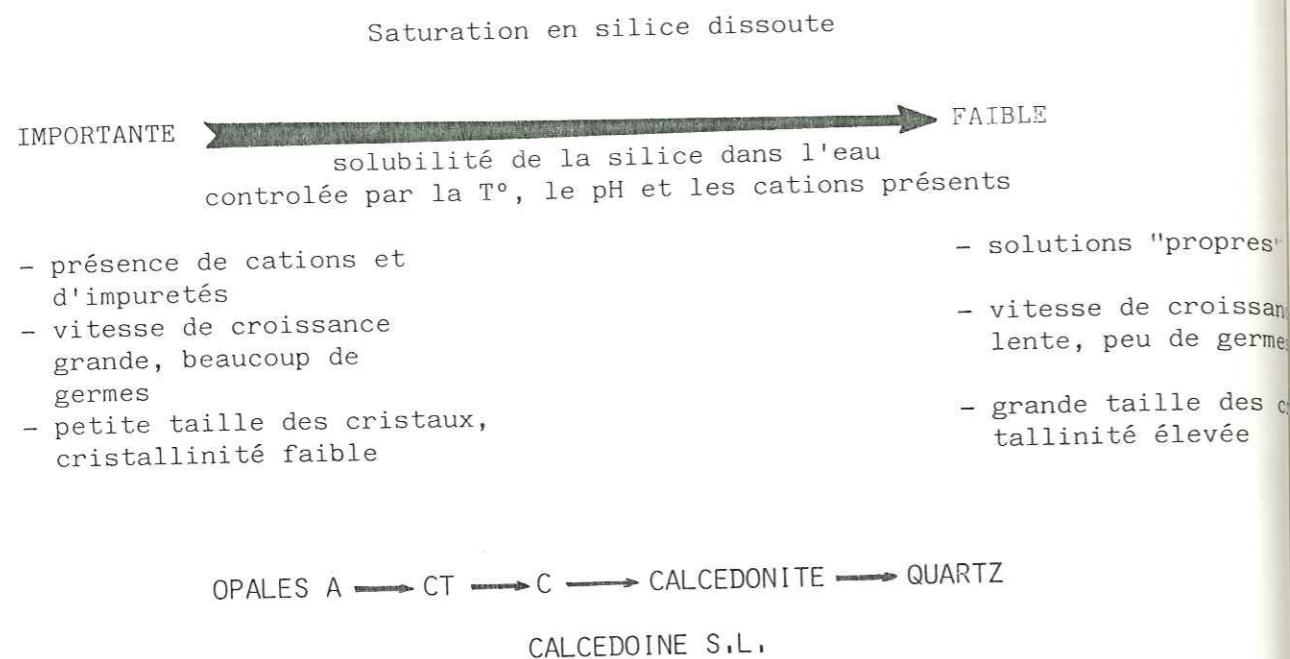 Saturation en silice dissoute
IMPORTANTE FAIBLE
solubilité de la silice dans l'eau
controlée par la T°, le pH et les cations présents
- présence de cations et
d'impuretés
- vitesse de croissance
grande, beaucoup de
germes
- petite taille des cristaux,
cristallinité faible
- solutions "propres"
- vitesse de
lente, peu de
- grande taille des
tallinité élevée
OPALES A → CT → C → CALCEDONITE → QUARTZ
CALCEDOINE S.L.